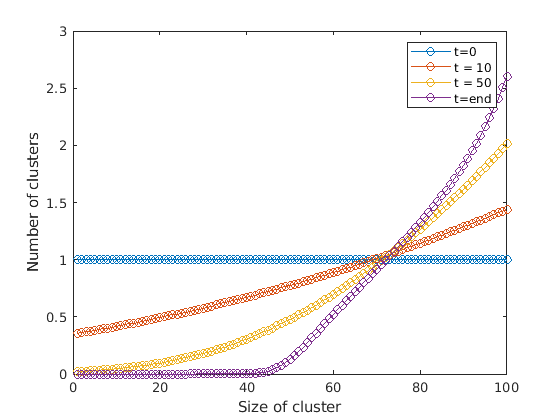 3
2.5
2
1.5
1
0.5
0
0 20 40 60 80 100
Number of clusters
Size of cluster
t=0
t = 10
t = 50
t=end